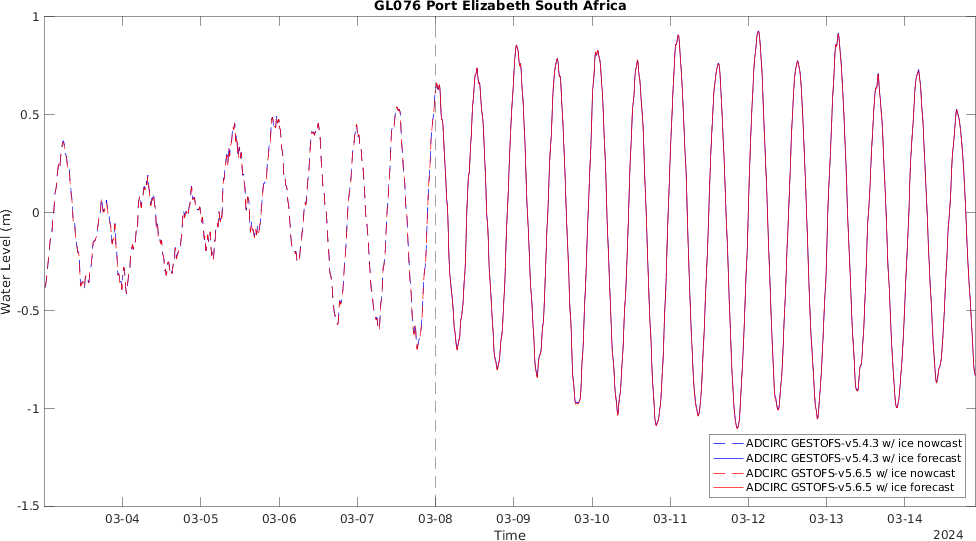 GL076 Port Elizabeth South Africa
1
0.5
0
-0.5
-1
-1.5
Water Level (m)
ADCIRC GESTOFS-v5.4.3 w/ ice nowcast
ADCIRC GESTOFS-v5.4.3 w/ ice forecast
ADCIRC GSTOFS-v5.6.5 w/ ice nowcast
ADCIRC GSTOFS-v5.6.5 w/ ice forecast
03-04 03-05 03-06 03-07 03-08 03-09 03-10 03-11 03-12 03-13 03-14
Time
2024